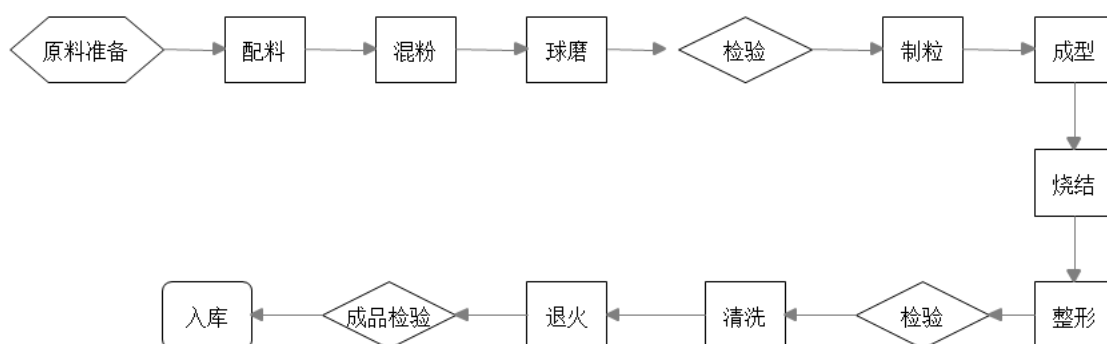 原料准备
配料
混粉
球磨
检验
制粒
成型
烧结
整形
检验
清洗
退火
成品检验
入库